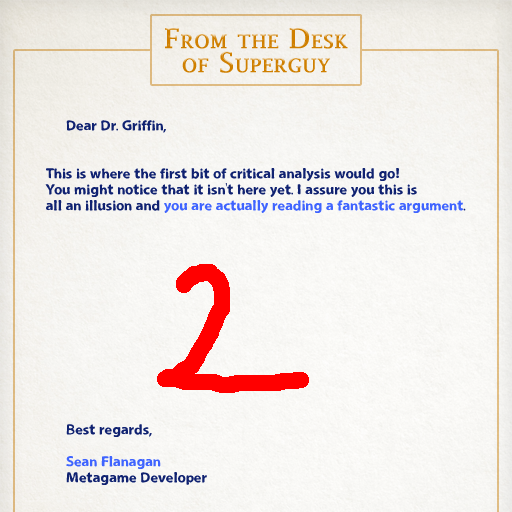 From the Desk
of Superguy
Dear Dr. Griffin,
This is where the first bit of critical analysis would go!
You might notice that it isn't here yet. I assure you this is
all an illusion and you are actually reading a fantastic argument.
2
Best regards,
Sean Flanagan
Metagame Developer